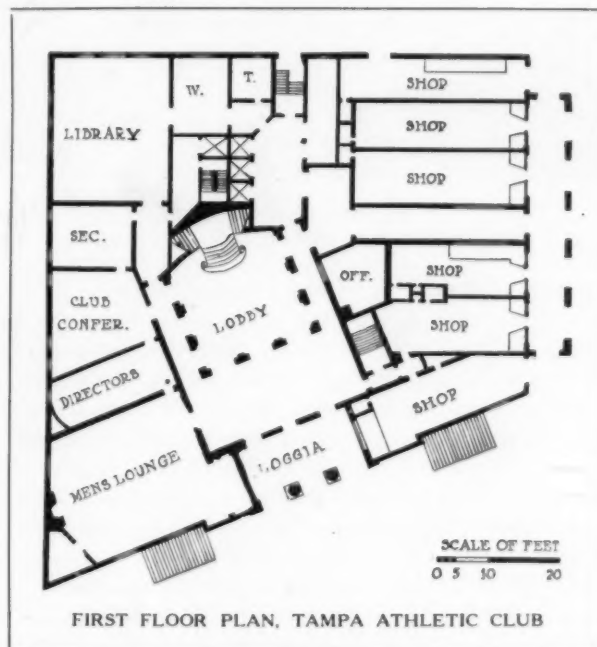 W.
T.
SHOP
LIBRARY
SHOP
SHOP
SEC.
OFF.
SHOP
CLUB
CONFER.
LOBBY
SHOP
DIRECTORS
SHOP
MENS LOUNGE
LOGGIA
SCALE OF FEET
0 5 10 20
FIRST FLOOR PLAN, TAMPA ATHLETIC CLUB